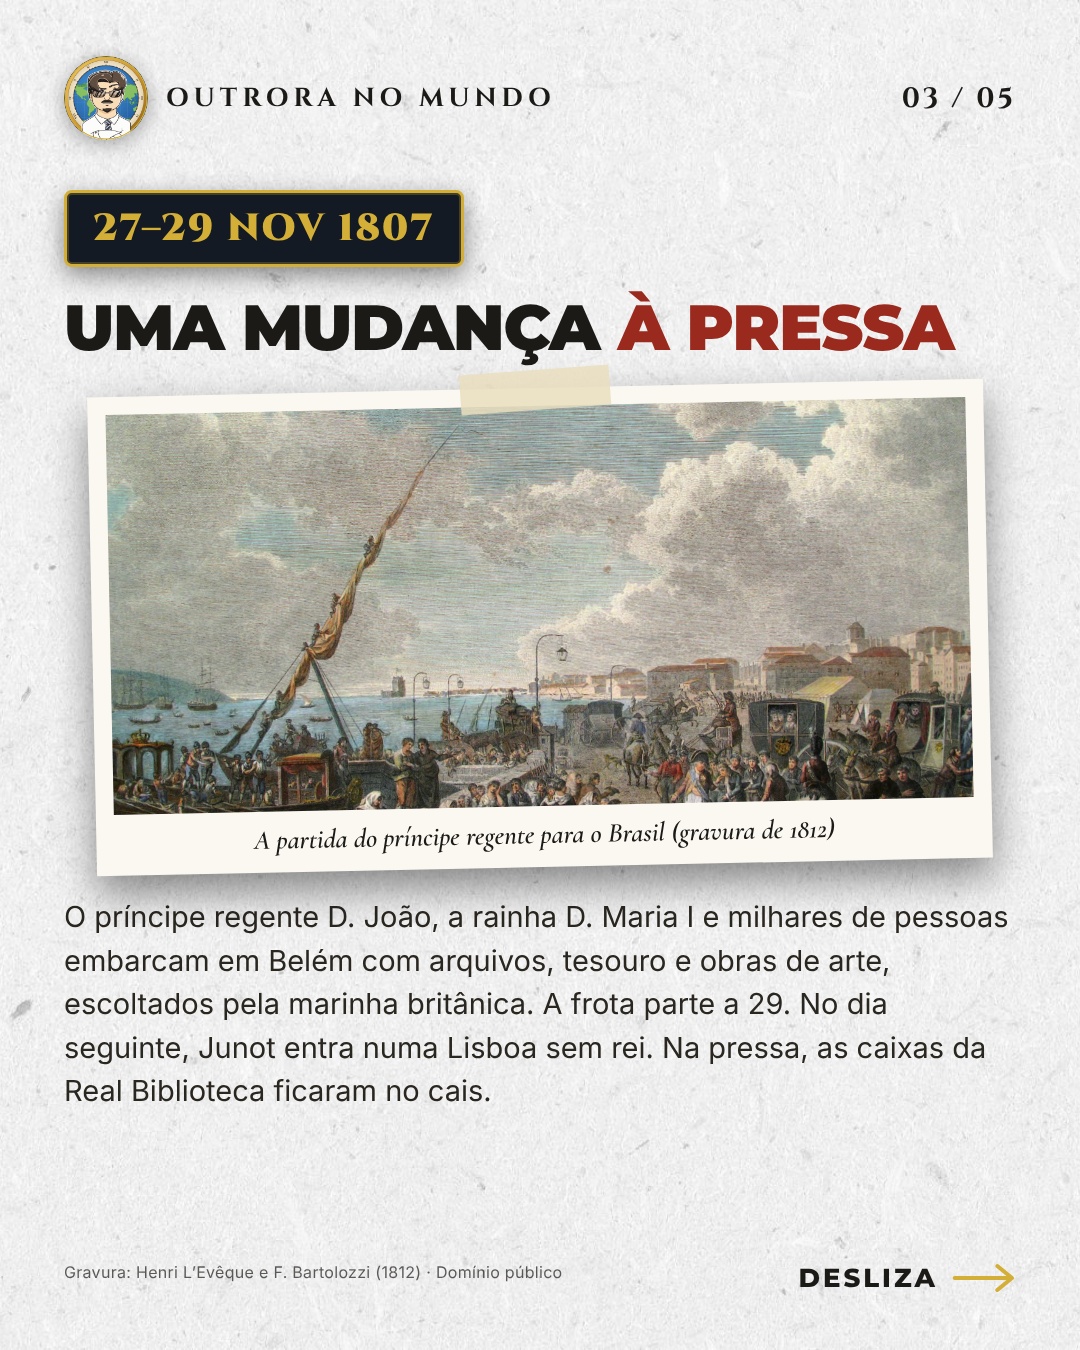 OUTRORA NO MUNDO
03 / 05
27–29 NOV 1807
UMA MUDANÇA À PRESSA
A partida do príncipe regente para o Brasil (gravura de 1812)
O príncipe regente D. João, a rainha D. Maria I e milhares de pessoas
embarcam em Belém com arquivos, tesouro e obras de arte,
escoltados pela marinha britânica. A frota parte a 29. No dia
seguinte, Junot entra numa Lisboa sem rei. Na pressa, as caixas da
Real Biblioteca ficaram no cais.
Gravura: Henri L’Evêque e F. Bartolozzi (1812) · Domínio público
DESLIZA